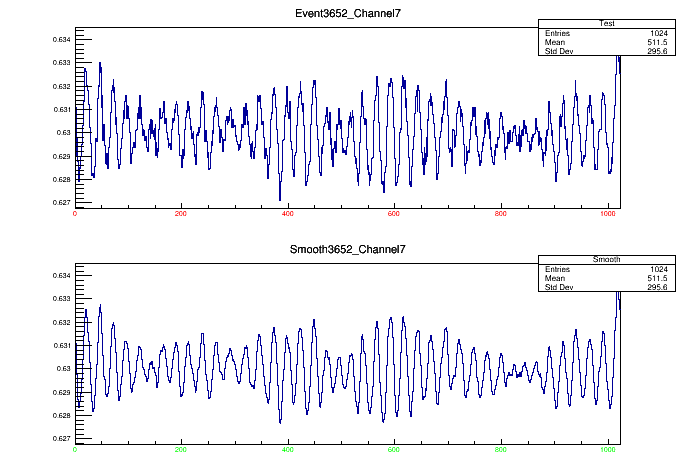 Event3652_Channel7
Test
Entries 1024
Mean 511.5
Std Dev 295.6
0.634
0.633
0.632
0.631
0.63
0.629
0.628
0.627
0 200 400 600 800 1000
Smooth3652_Channel7
Smooth
Entries 1024
Mean 511.5
Std Dev 295.6
0.634
0.633
0.632
0.631
0.63
0.629
0.628
0.627
0 200 400 600 800 1000